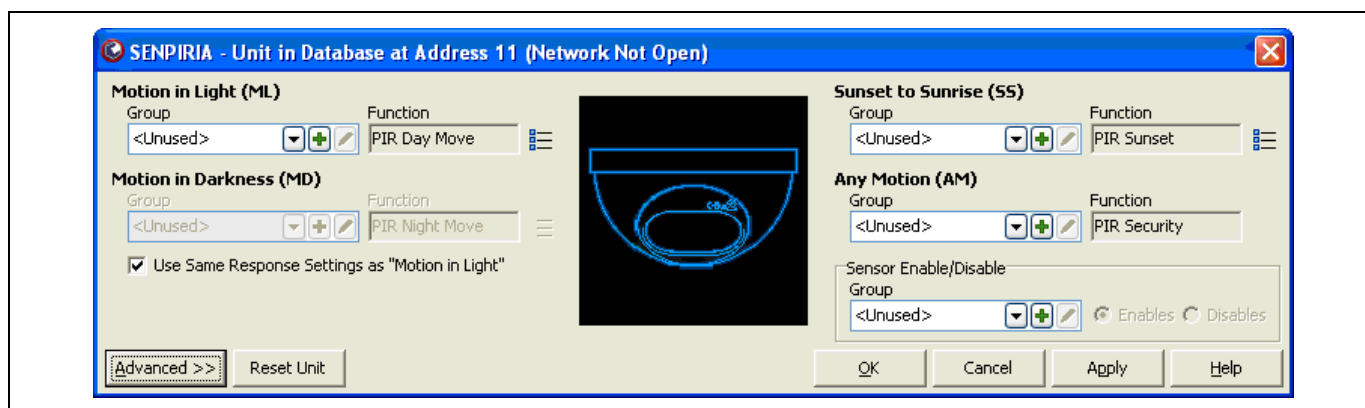 SENPIRIA - Unit in Database at Address 11 (Network Not Open)
Motion in Light (ML)
Group Function
<Unused> PIR Day Move
Motion in Darkness (MD)
Group Function
<Unused> PIR Night Move
Use Same Response Settings as "Motion in Light"
Sunset to Sunrise (SS)
Group Function
<Unused> PIR Sunset
Any Motion (AM)
Group Function
<Unused> PIR Security
Sensor Enable/Disable
Group
<Unused> Enables Disables
Advanced >> Reset Unit OK Cancel Apply Help